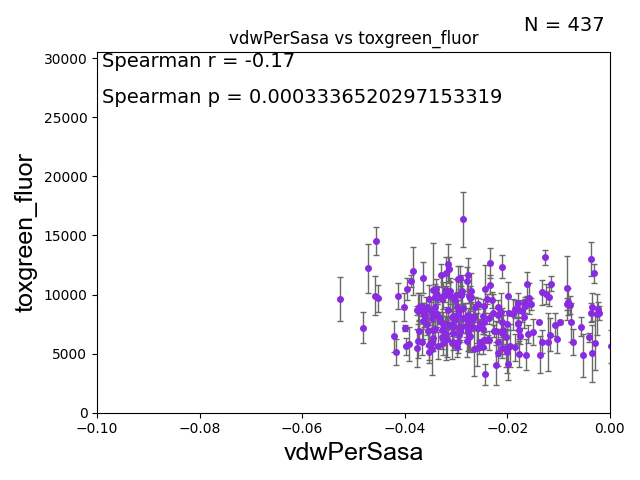 N = 437
vdwPerSasa vs toxgreen_fluor
Spearman r = -0.17
Spearman p = 0.0003336520297153319
30000
25000
20000
15000
10000
5000
0
toxgreen_fluor
−0.10 −0.08 −0.06 −0.04 −0.02 0.00
vdwPerSasa